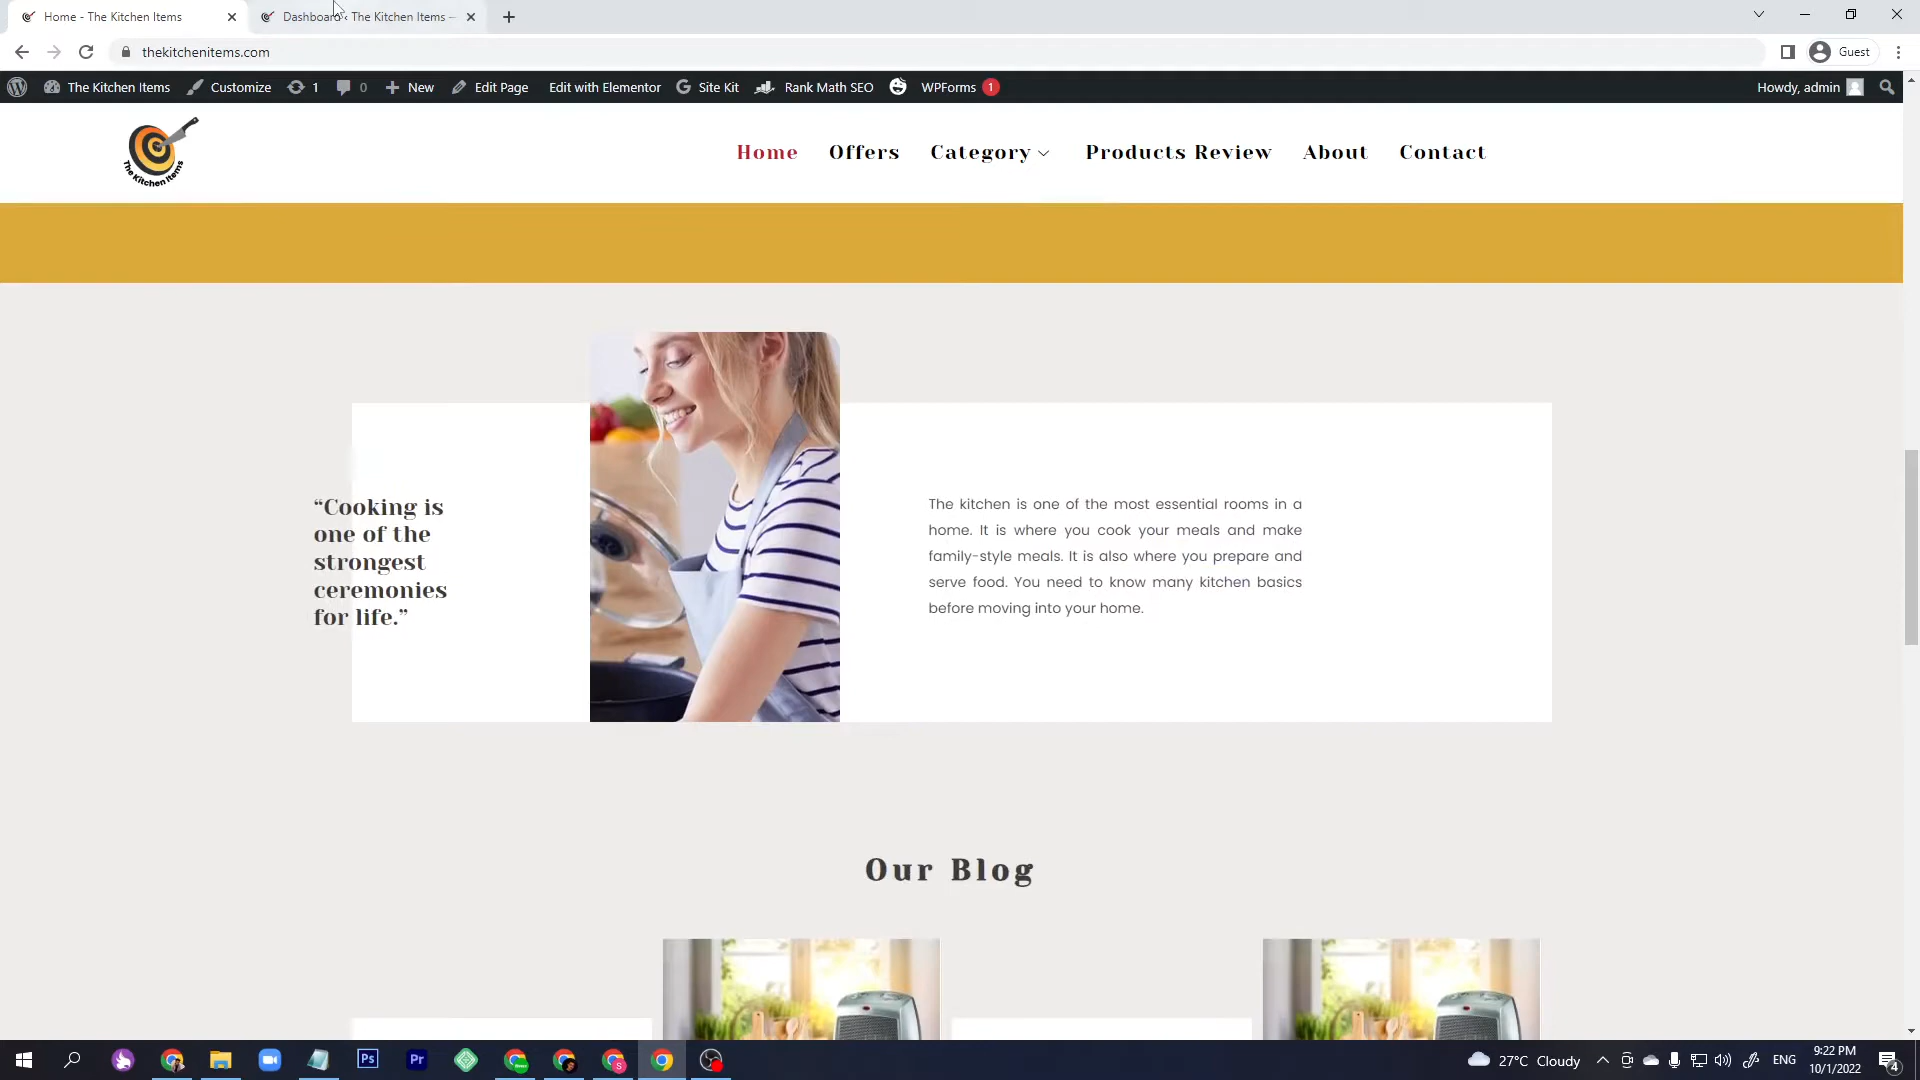 Home - The Kitchen Items
Dashboard ‹ The Kitchen Items —
thekitchenitems.com
Guest
The Kitchen Items
Customize
1
0
New
Edit Page
Edit with Elementor
Site Kit
Rank Math SEO
WPForms
1
Howdy, admin
The Kitchen Items
Home
Offers
Category
Products Review
About
Contact
“Cooking is
one of the
strongest
ceremonies
for life.”
The kitchen is one of the most essential rooms in a
home. It is where you cook your meals and make
family-style meals. It is also where you prepare and
serve food. You need to know many kitchen basics
before moving into your home.
Our Blog
Ps
Pr
S
27°C Cloudy
ENG
9:22 PM
10/1/2022
4